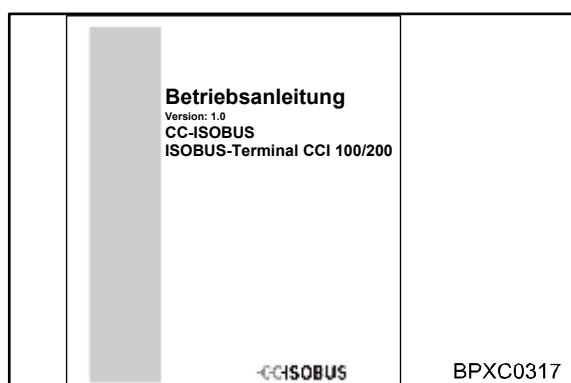 Betriebsanleitung
Version: 1.0
CC-ISOBUS
ISOBUS-Terminal CCI 100/200
CCISOBUS
BPXC0317